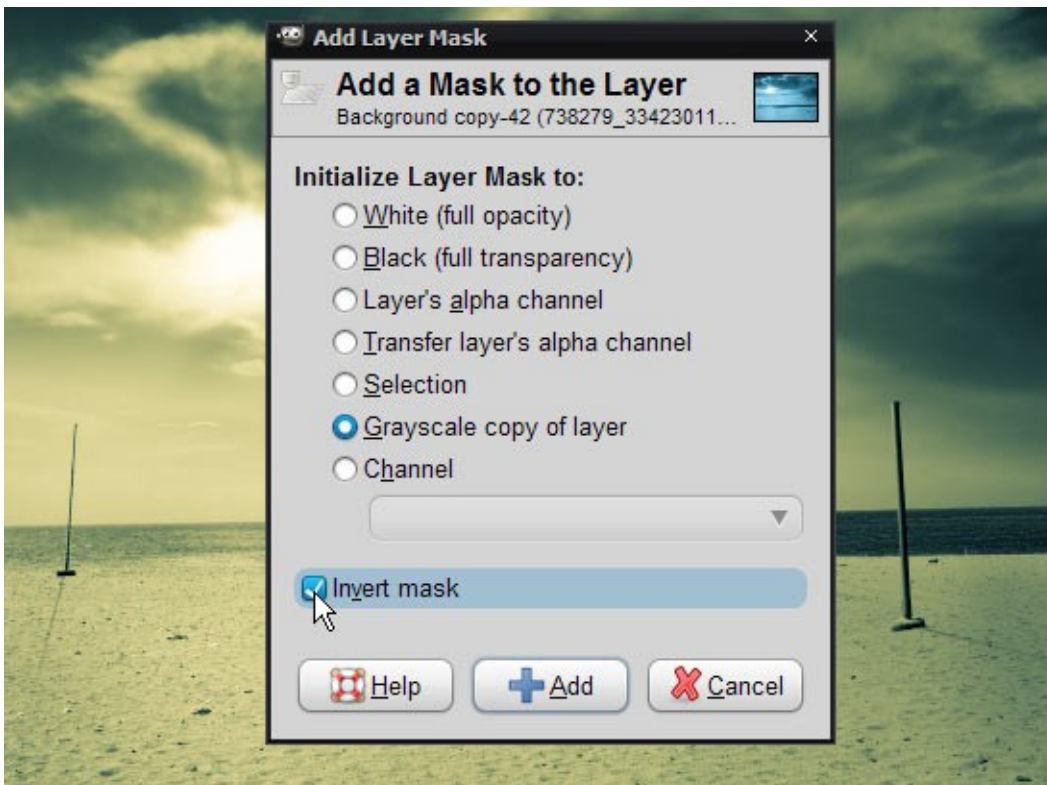 Add Layer Mask
Add a Mask to the Layer
Background copy-42 (738279_33423011...
Initialize Layer Mask to:
White (full opacity)
Black (full transparency)
Layer's alpha channel
Transfer layer's alpha channel
Selection
Grayscale copy of layer
Channel
Invert mask
Help Add Cancel